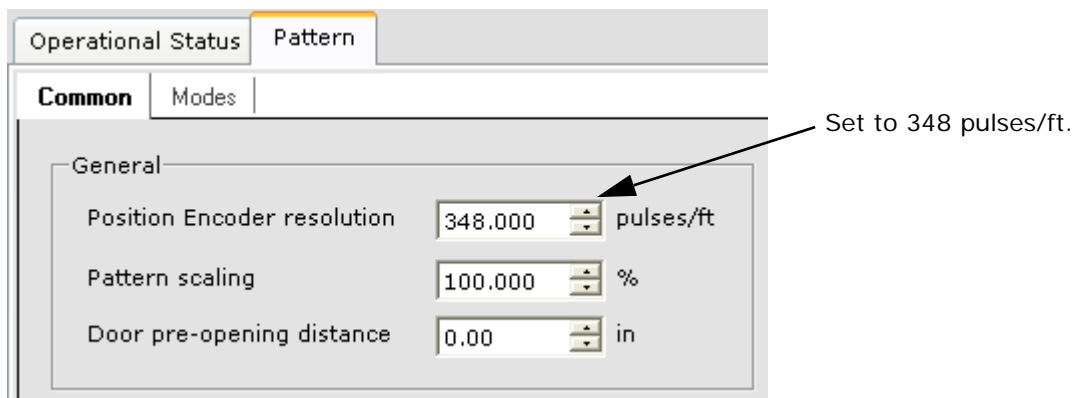 Operational Status Pattern
Common Modes
Set to 348 pulses/ft.
General
Position Encoder resolution 348.000 pulses/ft
Pattern scaling 100.000 %
Door pre-opening distance 0.00 in